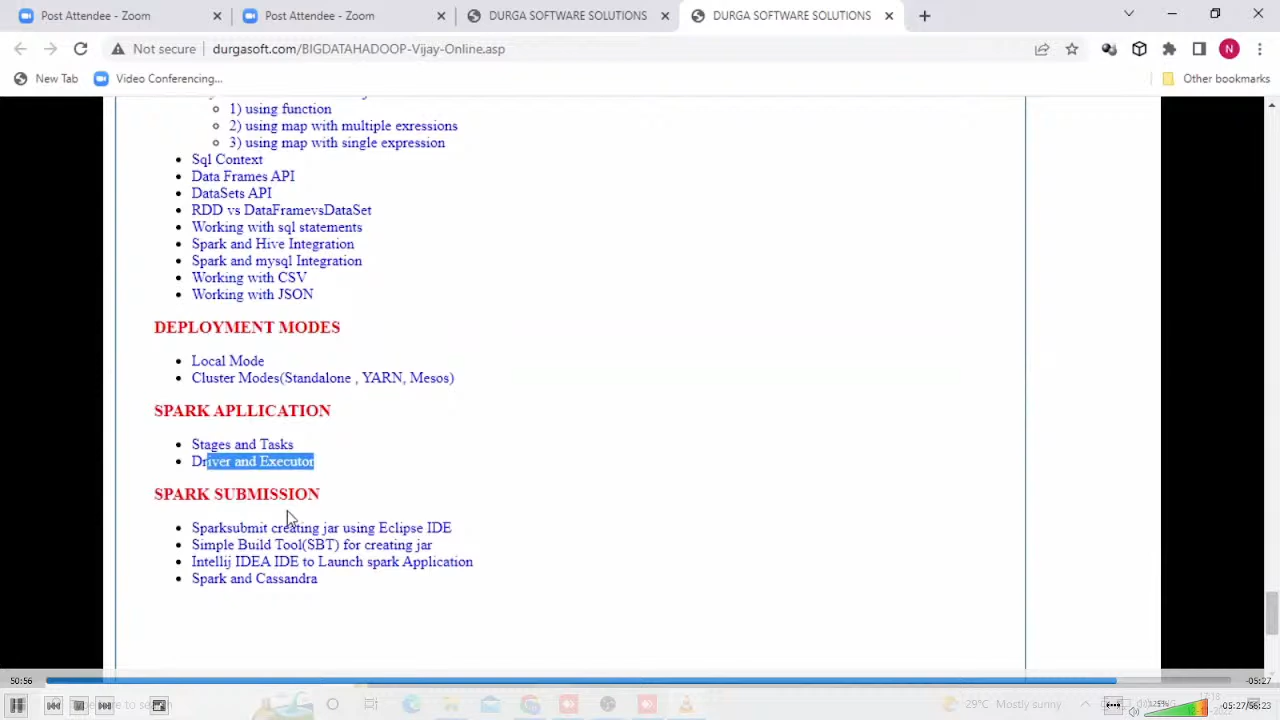 Post Attendee - Zoom
Post Attendee - Zoom
DURGA SOFTWARE SOLUTIONS
DURGA SOFTWARE SOLUTIONS
Not secure
durgasoft.com/BIGDATAHADOOP-Vijay-Online.asp
N
New Tab
Video Conferencing...
Other bookmarks
1) using function
2) using map with multiple exressions
3) using map with single expression
Sql Context
Data Frames API
DataSets API
RDD vs DataFramevsDataSet
Working with sql statements
Spark and Hive Integration
Spark and mysql Integration
Working with CSV
Working with JSON
DEPLOYMENT MODES
Local Mode
Cluster Modes(Standalone , YARN, Mesos)
SPARK APLLICATION
Stages and Tasks
Driver and Executor
SPARK SUBMISSION
Sparksubmit creating jar using Eclipse IDE
Simple Build Tool(SBT) for creating jar
Intellij IDEA IDE to Launch spark Application
Spark and Cassandra
50:56
-05:27
29°C Mostly sunny
125%
12:18